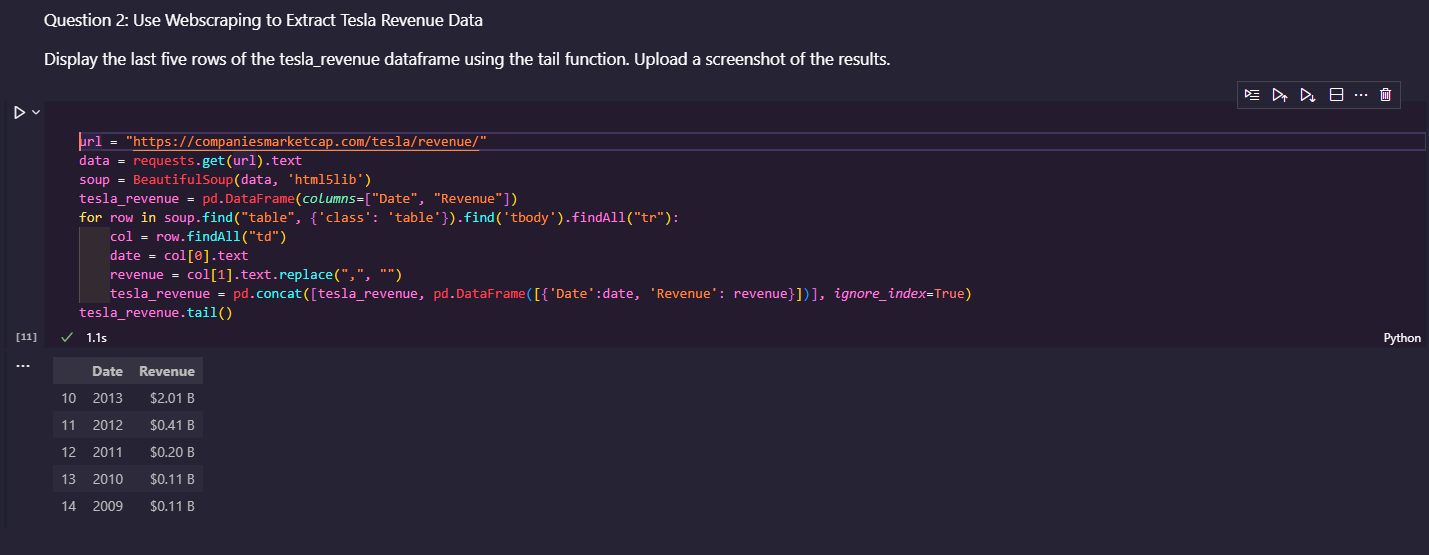 Question 2: Use Webscraping to Extract Tesla Revenue Data
Display the last five rows of the tesla_revenue dataframe using the tail function. Upload a screenshot of the results.
url = "https://companiesmarketcap.com/tesla/revenue/"
data = requests.get(url).text
soup = BeautifulSoup(data, 'html5lib')
tesla_revenue = pd.DataFrame(columns=["Date", "Revenue"])
for row in soup.find("table", {'class': 'table'}).find('tbody').findAll("tr"):
    col = row.findAll("td")
    date = col[0].text
    revenue = col[1].text.replace(",", "")
    tesla_revenue = pd.concat([tesla_revenue, pd.DataFrame([{'Date':date, 'Revenue': revenue}])], ignore_index=True)
tesla_revenue.tail()
[11] 1.1s Python
Date Revenue
10 2013 $2.01 B
11 2012 $0.41 B
12 2011 $0.20 B
13 2010 $0.11 B
14 2009 $0.11 B